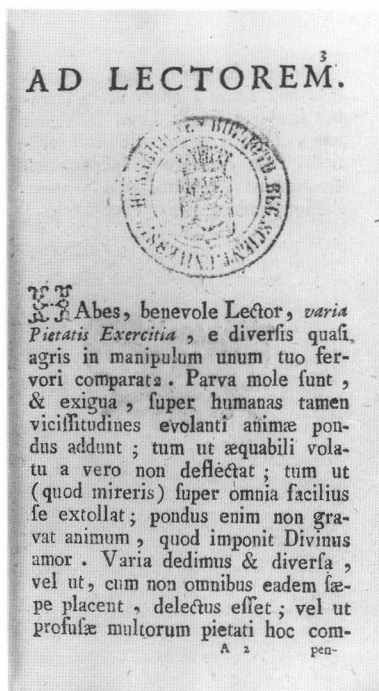 3
AD LECTOREM.
HAbes, benevole Lector, varia
Pietatis Exercitia, e diverſis quaſi
agris in manipulum unum tuo fer-
vori comparata. Parva mole ſunt,
& exigua, ſuper humanas tamen
viciſſitudines evolanti animæ pon-
dus addunt; tum ut æquabili vola-
tu a vero non deflectat; tum ut
(quod mireris) ſuper omnia facilius
ſe extollat; pondus enim non gra-
vat animum, quod imponit Divinus
amor. Varia dedimus & diverſa,
vel ut, cum non omnibus eadem ſæ-
pe placent, delectus eſſet; vel ut
profuſæ multorum pietati hoc com-
A 2 pen-